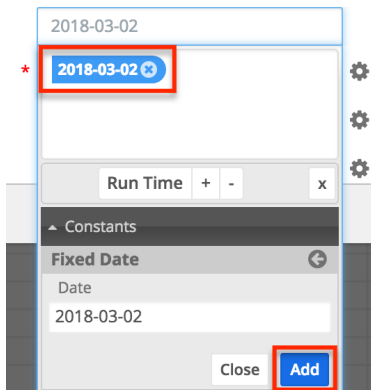 2018-03-02
* 2018-03-02
Run Time + - x
Constants
Fixed Date
Date
2018-03-02
Close Add